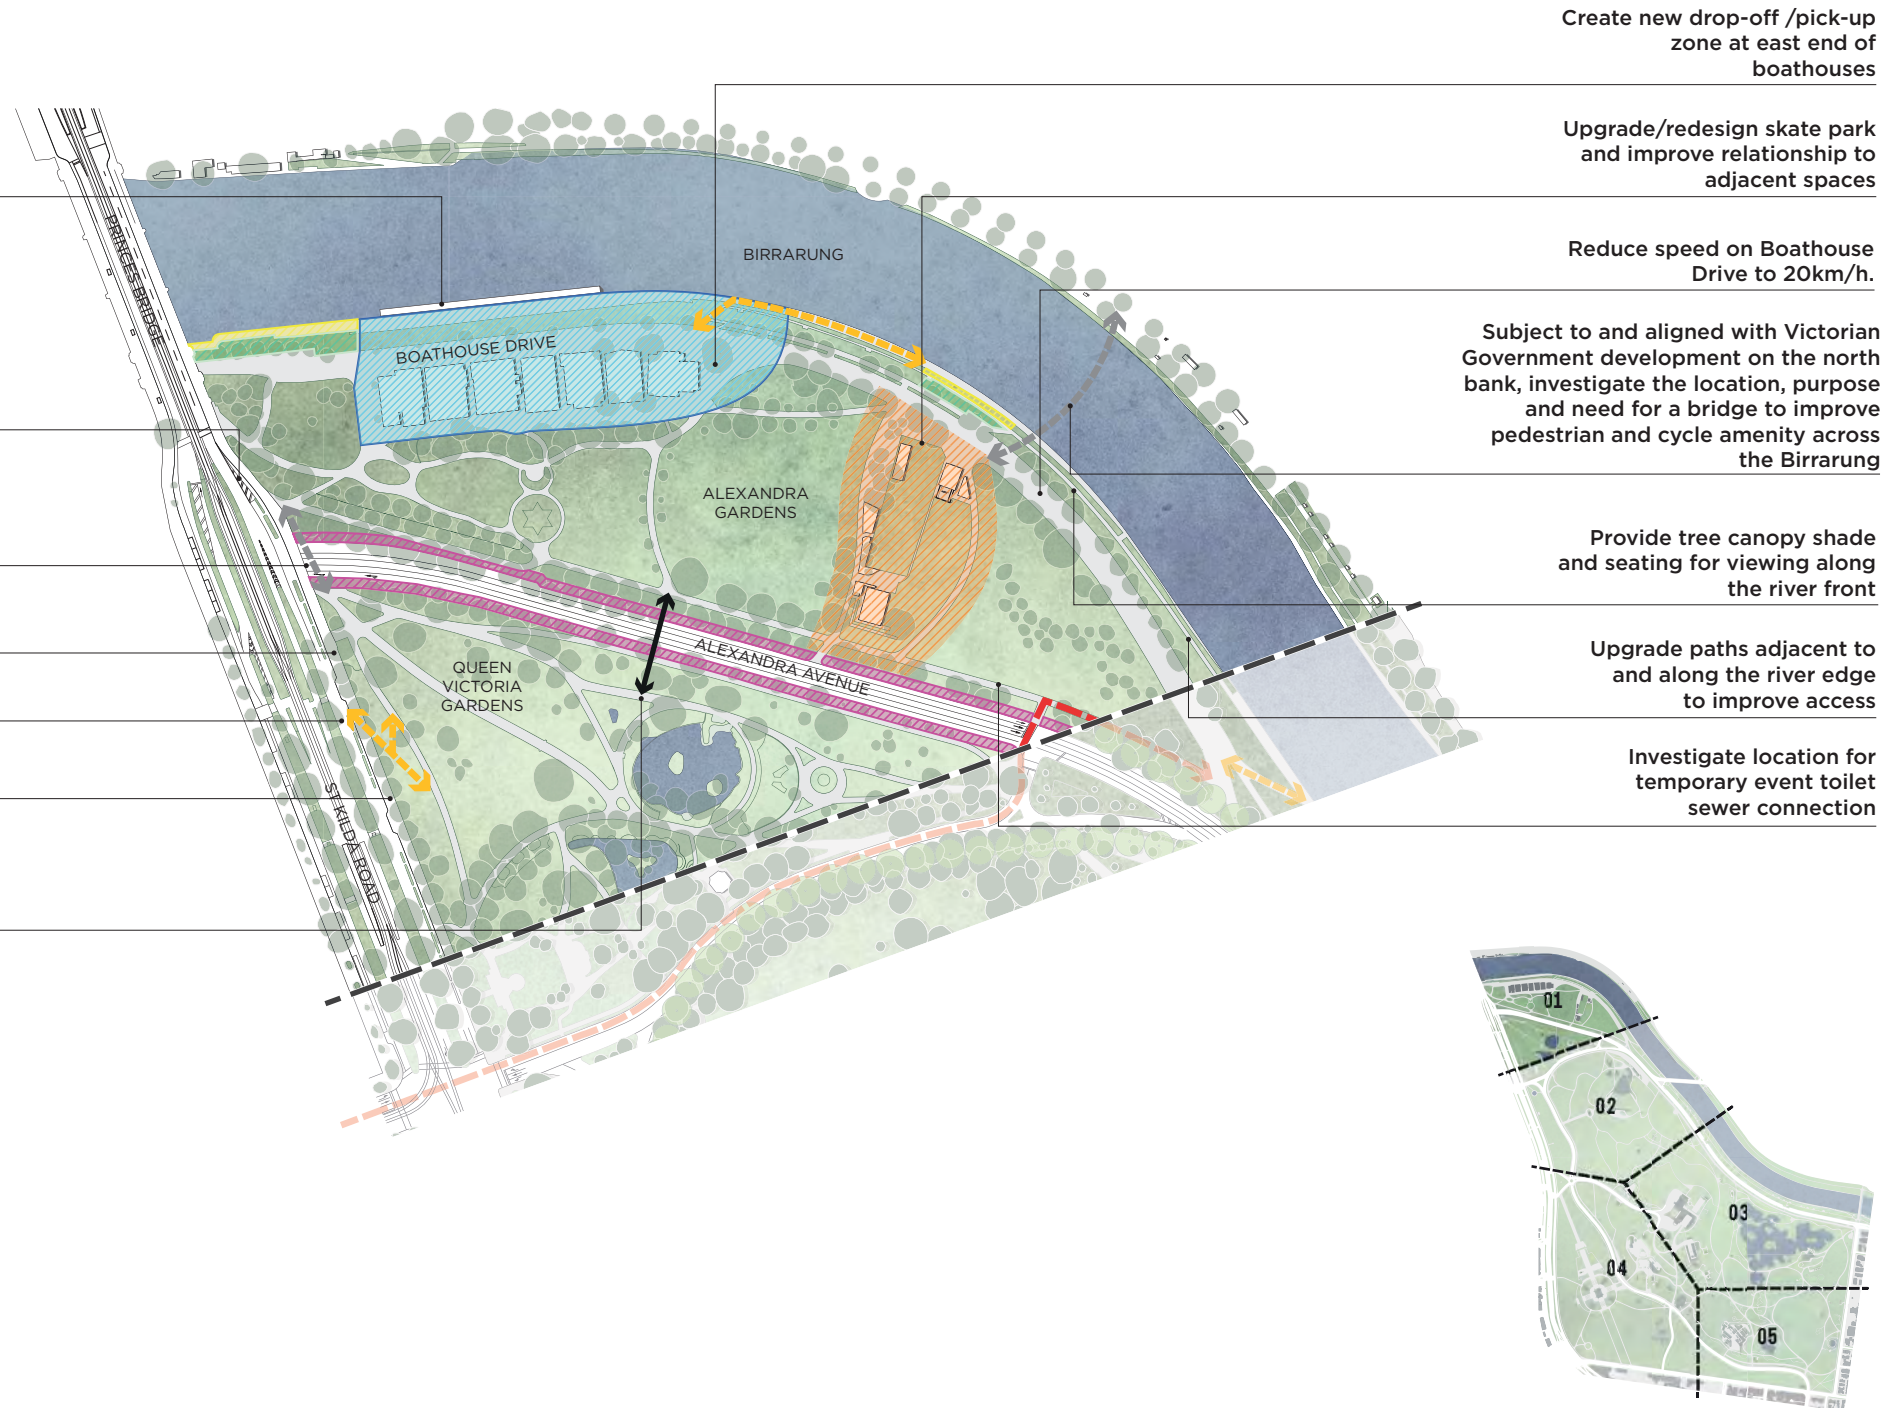 Create new drop-off /pick-up
zone at east end of
boathouses
Upgrade/redesign skate park
and improve relationship to
adjacent spaces
Reduce speed on Boathouse
Drive to 20km/h.
Subject to and aligned with Victorian
Government development on the north
bank, investigate the location, purpose
and need for a bridge to improve
pedestrian and cycle amenity across
the Birrarung
Provide tree canopy shade
and seating for viewing along
the river front
Upgrade paths adjacent to
and along the river edge
to improve access
Investigate location for
temporary event toilet
sewer connection
PRINCES BRIDGE
BIRRARUNG
BOATHOUSE DRIVE
ALEXANDRA
GARDENS
QUEEN
VICTORIA
GARDENS
ALEXANDRA AVENUE
ST KILDA ROAD
01
02
03
04
05